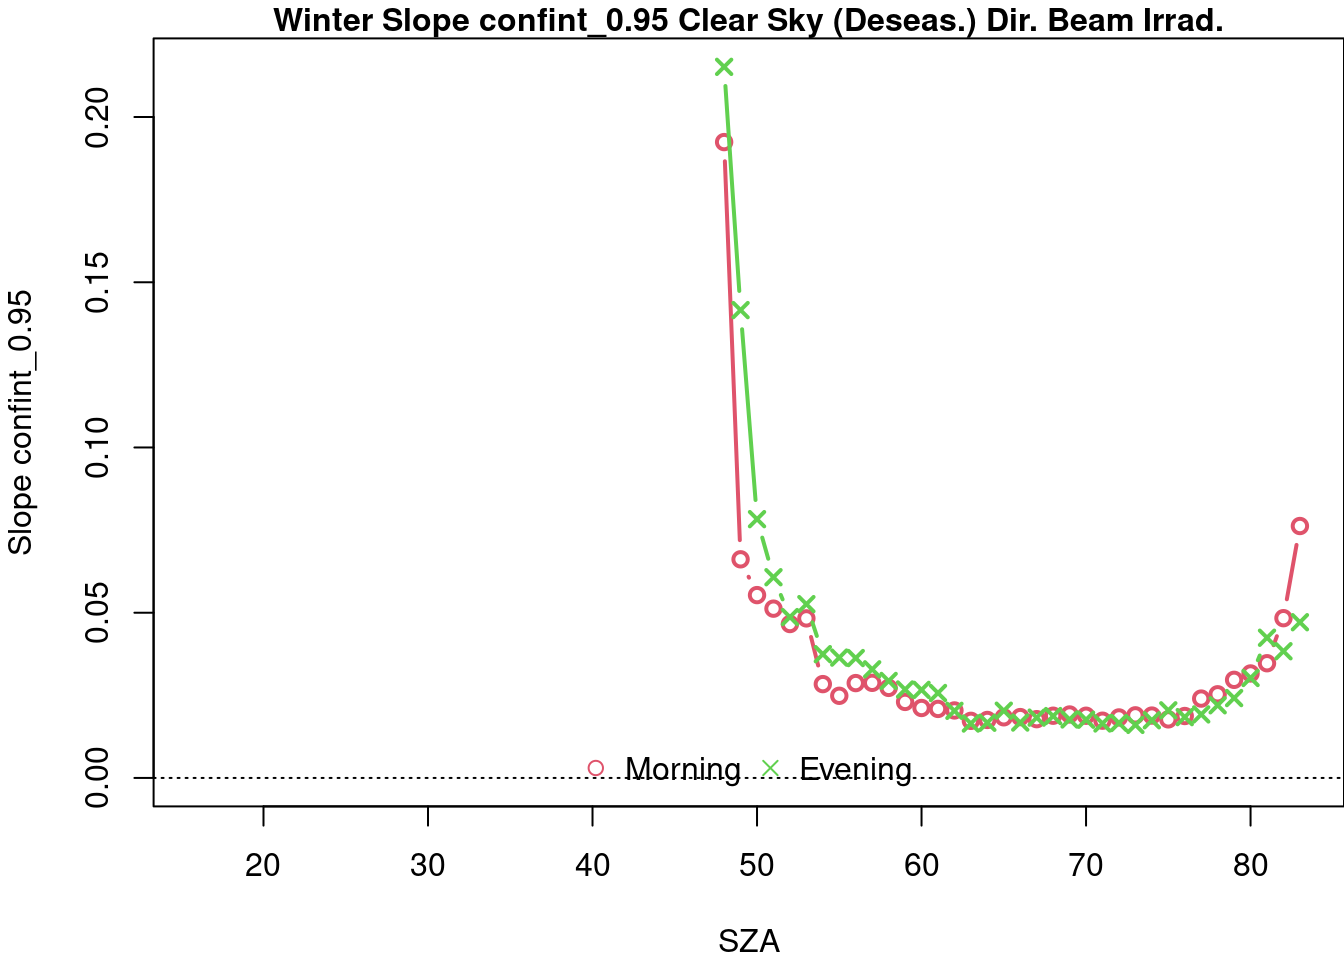 Winter Slope confint_0.95 Clear Sky (Deseas.) Dir. Beam Irrad.
Slope confint_0.95
0.20
0.15
0.10
0.05
0.00
Morning Evening
20 30 40 50 60 70 80
SZA